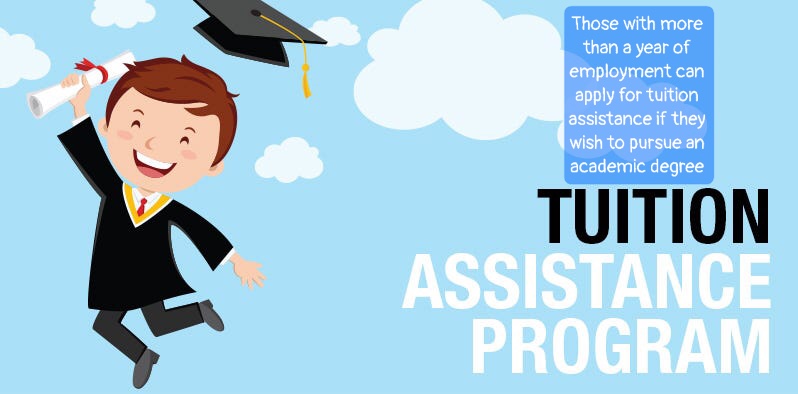 Those with more
than a year of
employment can
apply for tuition
assistance if they
wish to pursue an
academic degree
TUITION
ASSISTANCE
PROGRAM